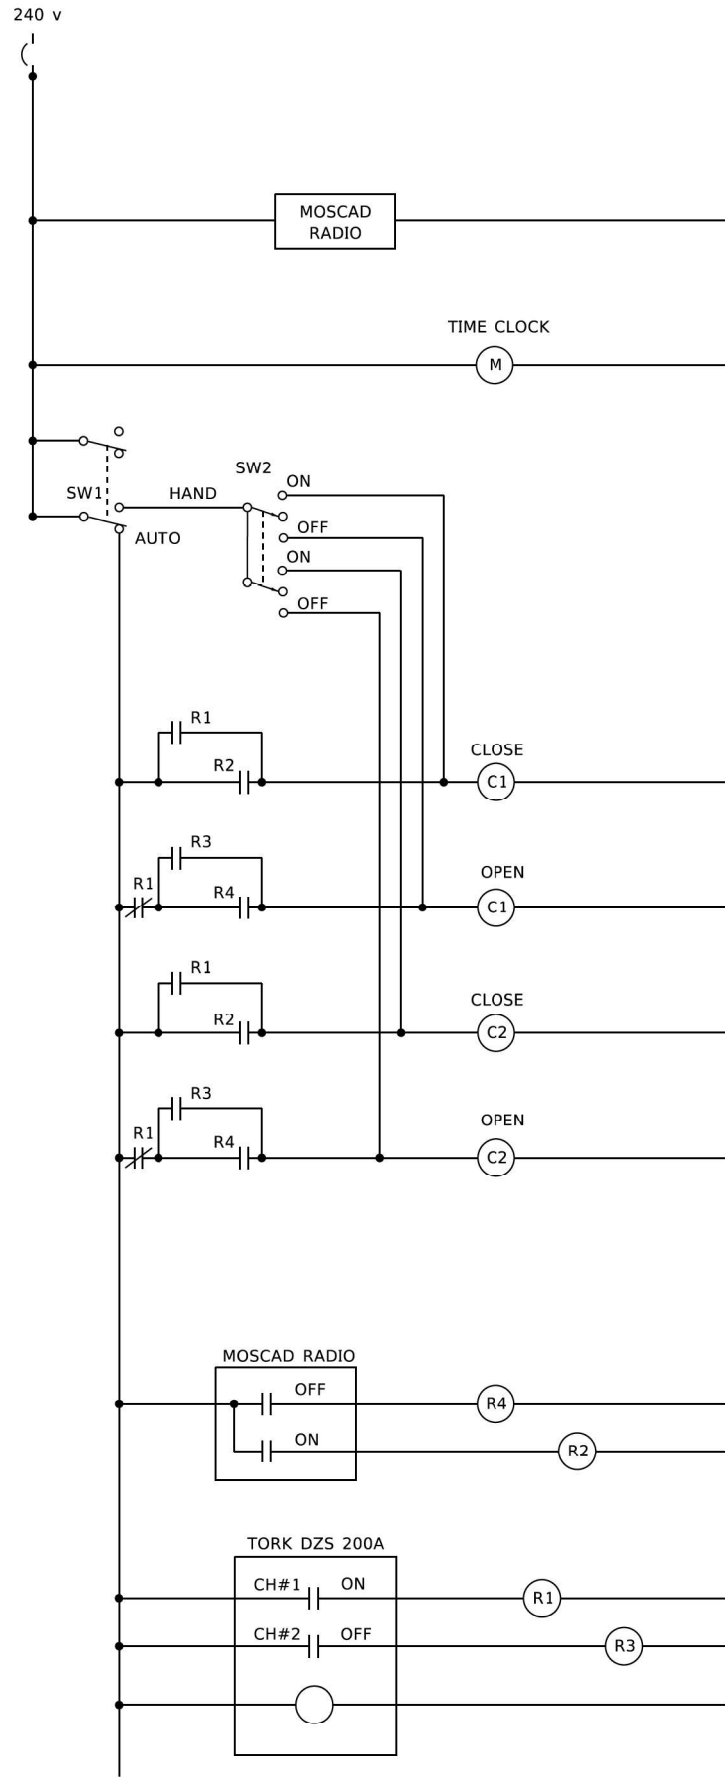 240 v
MOSCAD
RADIO
TIME CLOCK
M
SW2
ON
SW1
HAND
OFF
AUTO
ON
OFF
R1
CLOSE
R2
C1
R3
OPEN
R1
R4
C1
R1
CLOSE
R2
C2
R3
OPEN
R1
R4
C2
MOSCAD RADIO
OFF
R4
ON
R2
TORK DZS 200A
CH#1
ON
R1
CH#2
OFF
R3